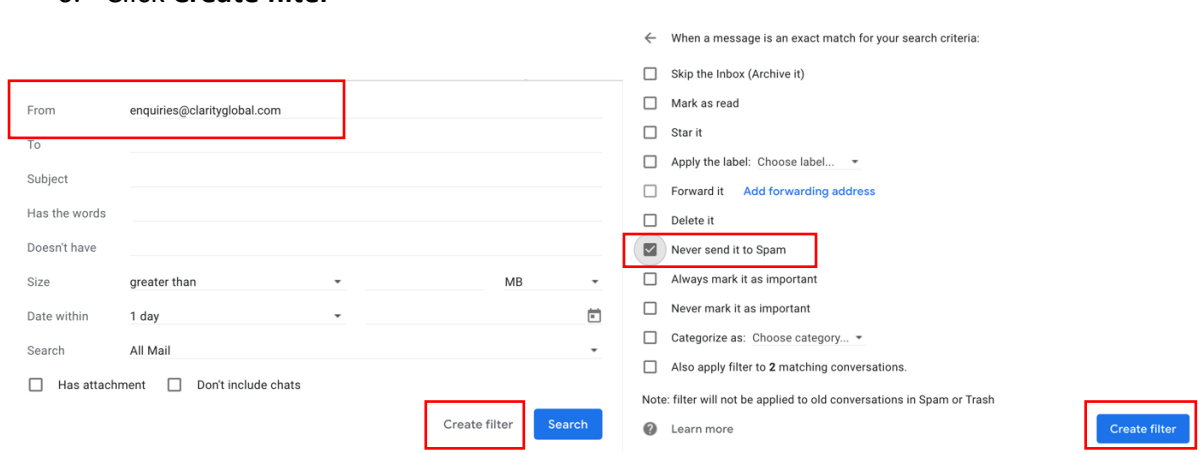 Click Create filter
From enquiries@clarityglobal.com
To
Subject
Has the words
Doesn't have
Size greater than MB
Date within 1 day
Search All Mail
Has attachment Don't include chats
Create filter Search
When a message is an exact match for your search criteria:
Skip the Inbox (Archive it)
Mark as read
Star it
Apply the label: Choose label...
Forward it Add forwarding address
Delete it
Never send it to Spam
Always mark it as important
Never mark it as important
Categorize as: Choose category...
Also apply filter to 2 matching conversations.
Note: filter will not be applied to old conversations in Spam or Trash
Learn more
Create filter